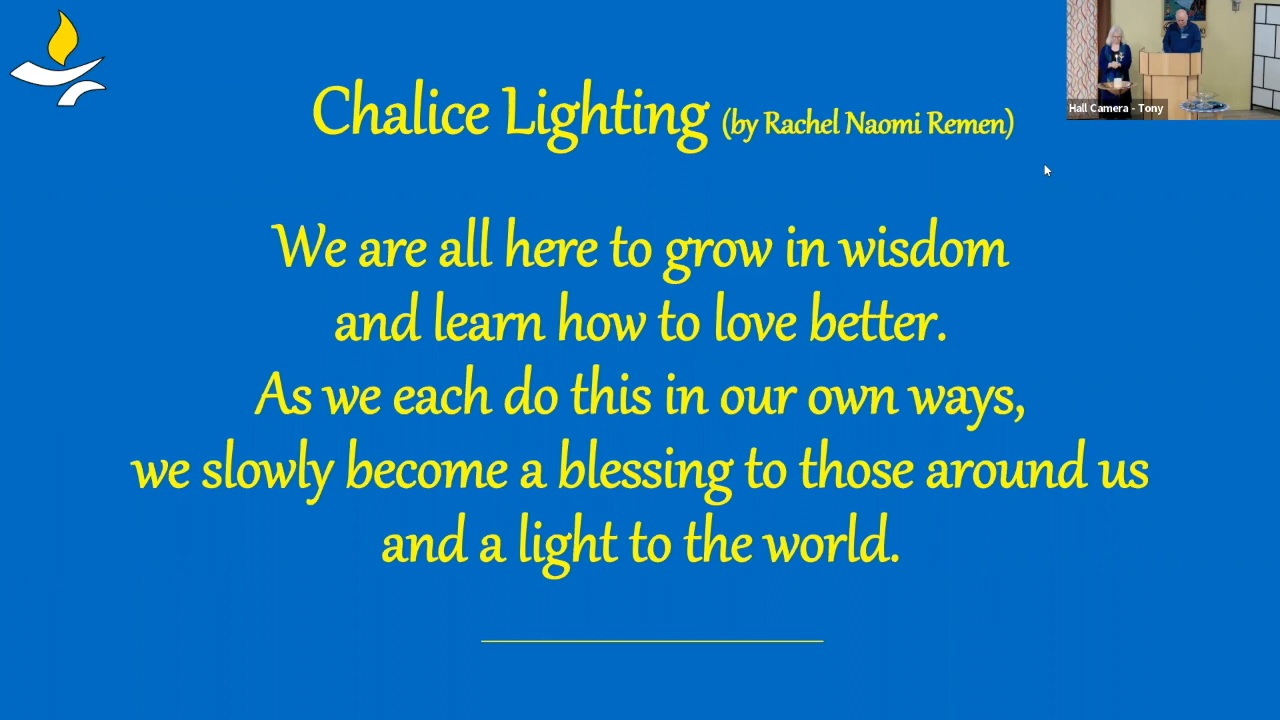 Chalice Lighting (by Rachel Naomi Remen)
Hall Camera - Tony
We are all here to grow in wisdom
and learn how to love better.
As we each do this in our own ways,
we slowly become a blessing to those around us
and a light to the world.